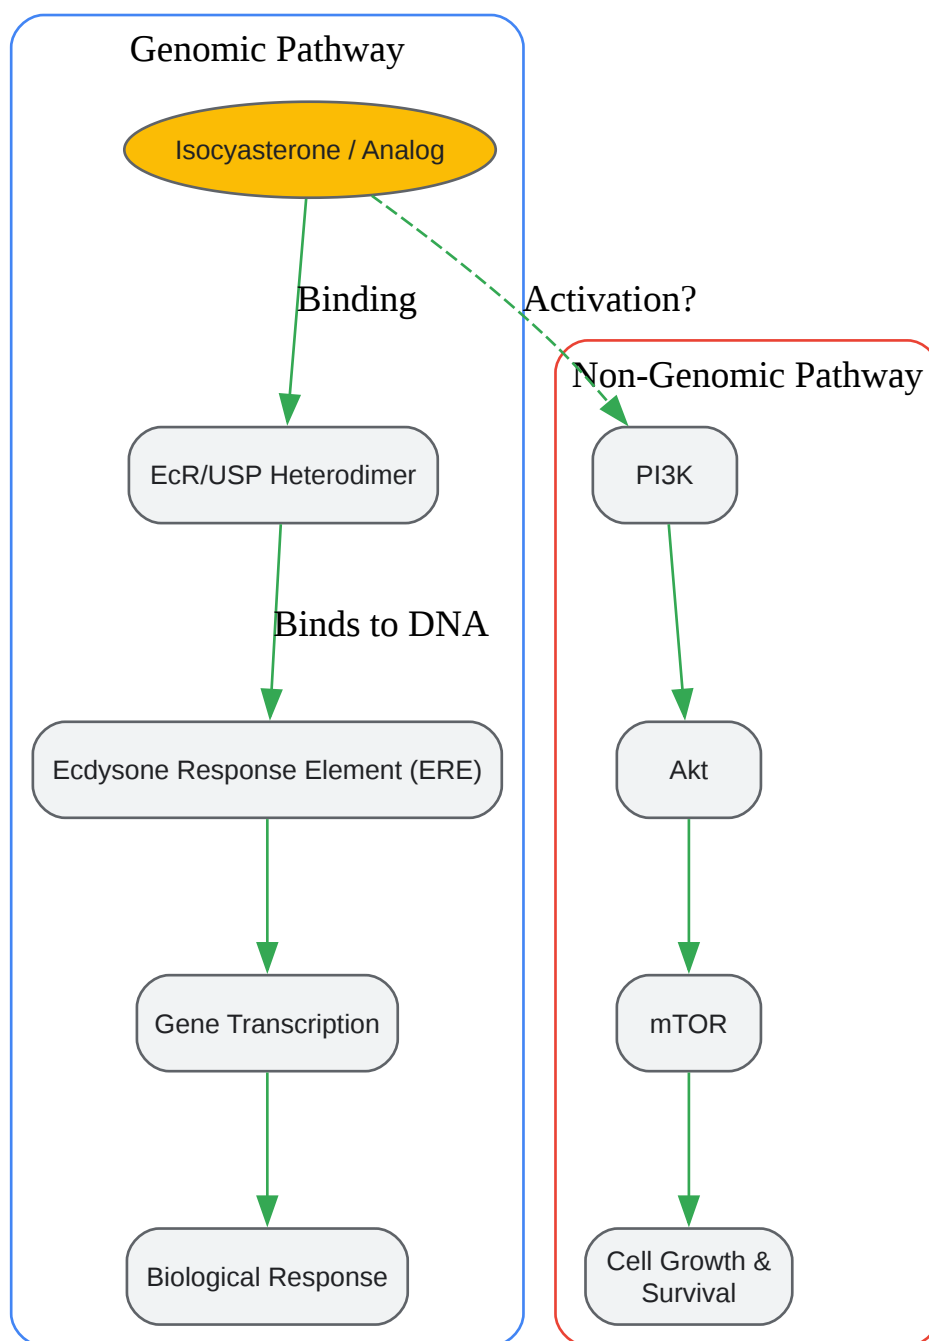 Genomic Pathway
Isocyasterone / Analog
Binding
Activation?
Non-Genomic Pathway
EcR/USP Heterodimer
PI3K
Binds to DNA
Ecdysone Response Element (ERE)
Akt
Gene Transcription
mTOR
Biological Response
Cell Growth &
Survival